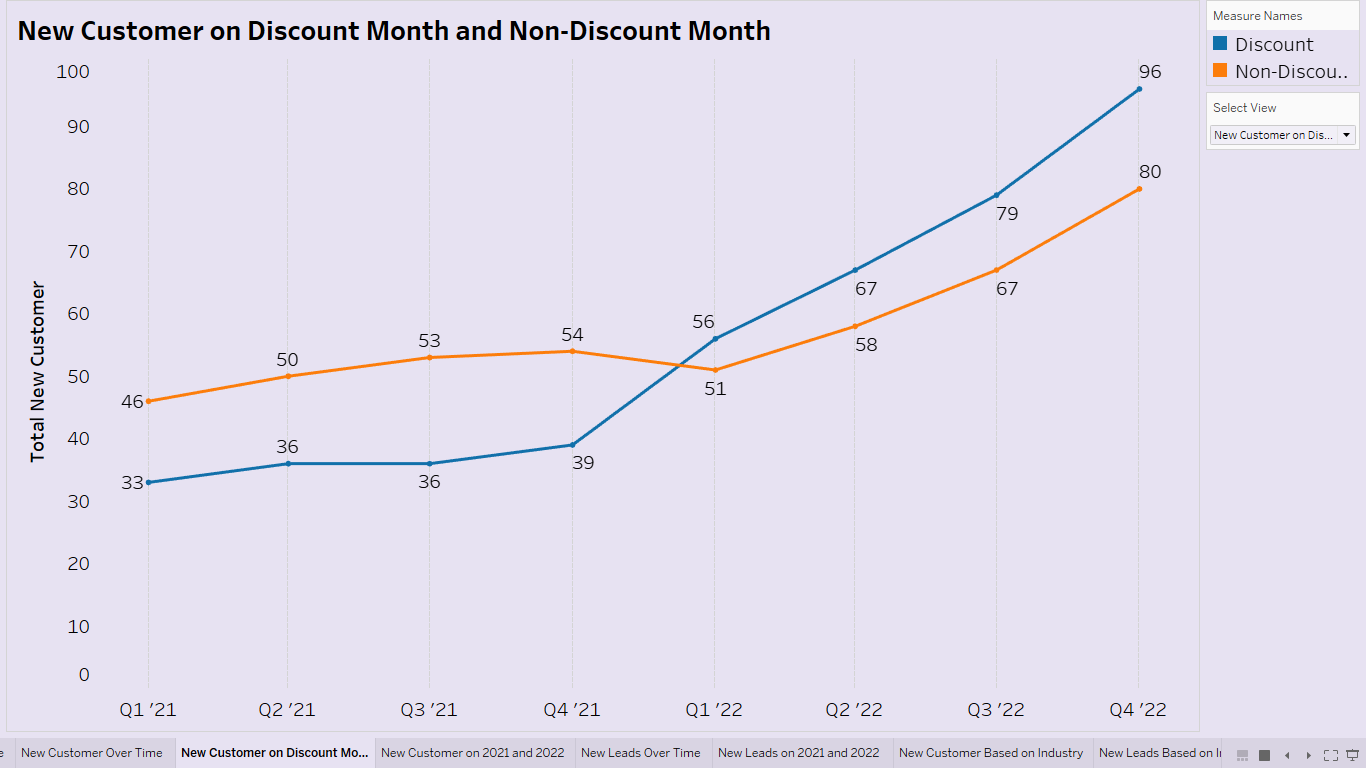 New Customer on Discount Month and Non-Discount Month
Measure Names
Discount
Non-Discou..
Select View
New Customer on Dis...
Total New Customer
100
90
80
70
60
50
40
30
20
10
0
46
50
53
54
51
58
67
80
33
36
36
39
56
67
79
96
Q1 ’21
Q2 ’21
Q3 ’21
Q4 ’21
Q1 ’22
Q2 ’22
Q3 ’22
Q4 ’22
New Customer Over Time
New Customer on Discount Mo...
New Customer on 2021 and 2022
New Leads Over Time
New Leads on 2021 and 2022
New Customer Based on Industry
New Leads Based on